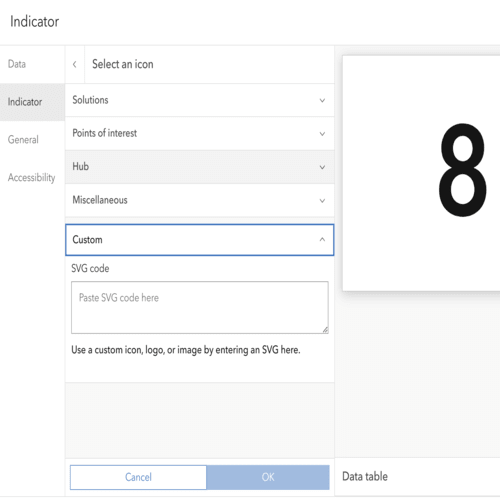 Indicator
Data
Select an icon
Indicator
General
Accessibility
Solutions
Points of interest
Hub
Miscellaneous
Custom
SVG code
Paste SVG code here
Use a custom icon, logo, or image by entering an SVG here.
Cancel
OK
8
Data table